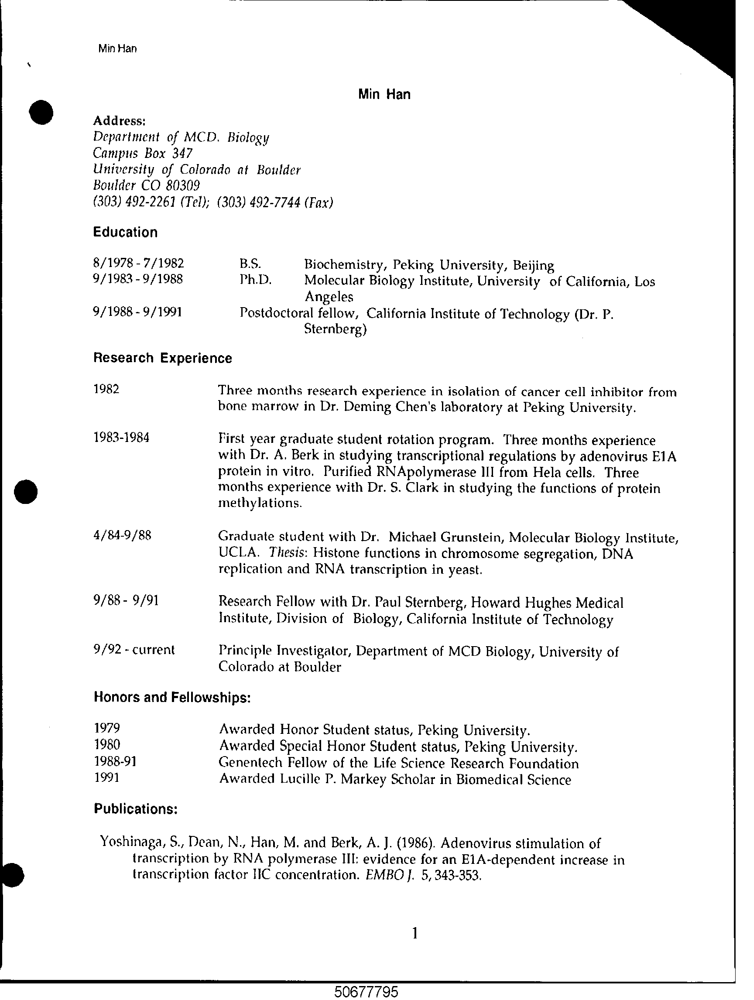 Min Han
Min Han
Address:
Department of MCD. Biology
Campus Box 347
University of Colorado at Boulder
Boulder CO 80309
(303) 492-2261 (Tel); (303) 492-7744 (Fax)
Education
8/1978 - 7/1982 B.S. Biochemistry, Peking University, Beijing
9/1983 - 9/1988 Ph.D. Molecular Biology Institute, University of California, Los
Angeles
9/1988 - 9/1991 Postdoctoral fellow, California Institute of Technology (Dr. P.
Sternberg)
Research Experience
1982 Three months research experience in isolation of cancer cell inhibitor from
bone marrow in Dr. Deming Chen's laboratory at Peking University.
1983-1984 First year graduate student rotation program. Three months experience
with Dr. A. Berk in studying transcriptional regulations by adenovirus E1A
protein in vitro. Purified RNApolymerase III from Hela cells. Three
months experience with Dr. S. Clark in studying the functions of protein
methylations.
4/84-9/88 Graduate student with Dr. Michael Grunstein, Molecular Biology Institute,
UCLA. Thesis: Histone functions in chromosome segregation, DNA
replication and RNA transcription in yeast.
9/88 - 9/91 Research Fellow with Dr. Paul Sternberg, Howard Hughes Medical
Institute, Division of Biology, California Institute of Technology
9/92 - current Principle Investigator, Department of MCD Biology, University of
Colorado at Boulder
Honors and Fellowships:
1979 Awarded Honor Student status, Peking University.
1980 Awarded Special Honor Student status, Peking University.
1988-91 Genentech Fellow of the Life Science Research Foundation
1991 Awarded Lucille P. Markey Scholar in Biomedical Science
Publications:
Yoshinaga, S., Dean, N., Han, M. and Berk, A. J. (1986). Adenovirus stimulation of
transcription by RNA polymerase III: evidence for an E1A-dependent increase in
transcription factor IIC concentration. EMBO J. 5, 343-353.
1
50677795